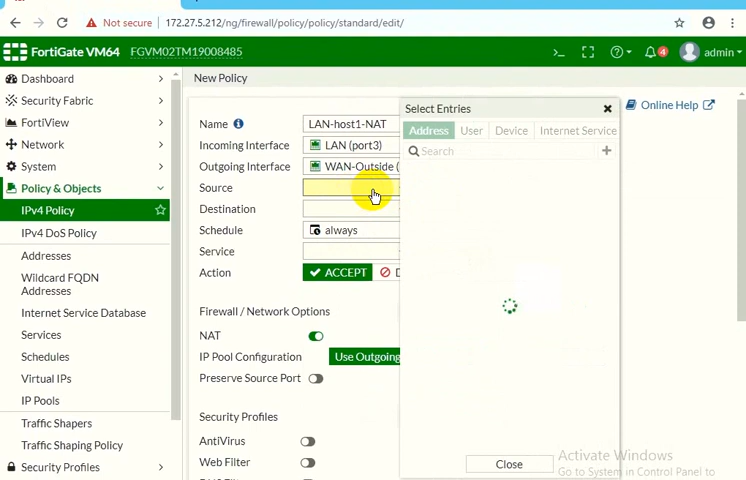 Not secure | 172.27.5.212/ng/firewall/policy/policy/standard/edit/
FortiGate VM64 FGVM02TM19008485
>_ 4 admin
Dashboard
Security Fabric
FortiView
Network
System
Policy & Objects
IPv4 Policy
IPv4 DoS Policy
Addresses
Wildcard FQDN
Addresses
Internet Service Database
Services
Schedules
Virtual IPs
IP Pools
Traffic Shapers
Traffic Shaping Policy
Security Profiles
New Policy
Name LAN-host1-NAT
Incoming Interface LAN (port3)
Outgoing Interface WAN-Outside (
Source
Destination
Schedule always
Service
Action ACCEPT D
Firewall / Network Options
NAT
IP Pool Configuration Use Outgoing
Preserve Source Port
Security Profiles
AntiVirus
Web Filter
Select Entries
Address User Device Internet Service
Search
Close
Online Help
Activate Windows
Go to System in Control Panel to